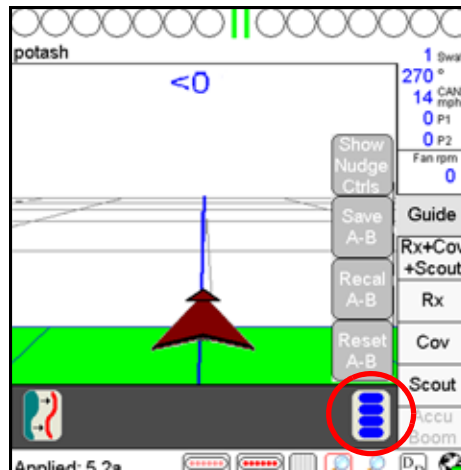 potash
<0
1 Swat
270 °
14 CAN mph
0 P1
0 P2
Fan rpm
0
Show
Nudge
Ctrls
Save
A-B
Recal
A-B
Reset
A-B
Guide
Rx+Cov
+Scout
Rx
Cov
Scout
Accu
Boom
Applied: 5.2a
D